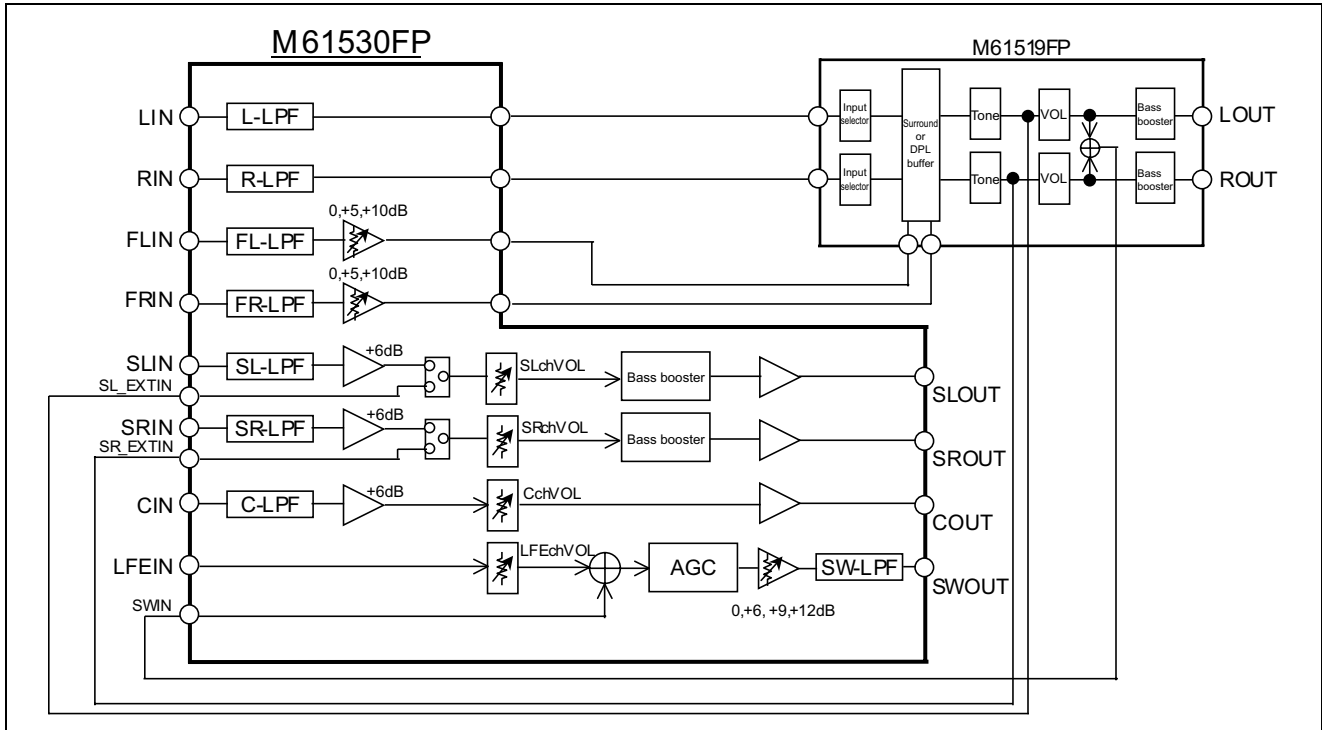 M61530FP
M61519FP
LIN
L-LPF
Input selector
Surround or DPL buffer
Tone
VOL
Bass booster
LOUT
RIN
R-LPF
Input selector
Tone
VOL
Bass booster
ROUT
0,+5,+10dB
FLIN
FL-LPF
0,+5,+10dB
FRIN
FR-LPF
SLIN
SL-LPF
+6dB
SLchVOL
Bass booster
SLOUT
SL_EXTIN
SRIN
SR-LPF
+6dB
SRchVOL
Bass booster
SROUT
SR_EXTIN
CIN
C-LPF
+6dB
CchVOL
COUT
LFEIN
LFEchVOL
AGC
SW-LPF
SWOUT
SWIN
0,+6, +9,+12dB